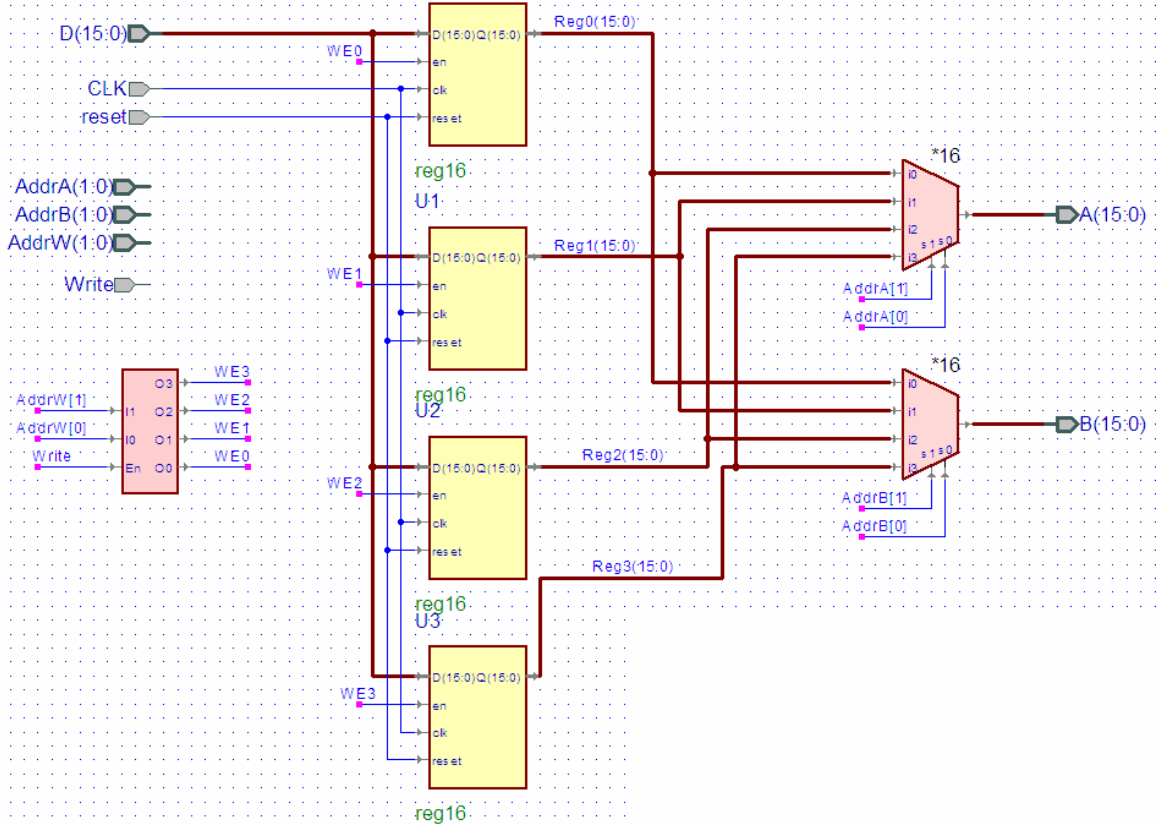 D(15:0)
CLK
reset
AddrA(1:0)
AddrB(1:0)
AddrW(1:0)
Write
AddrW[1]
AddrW[0]
Write
I1
I0
En
O3
O2
O1
O0
WE3
WE2
WE1
WE0
WE0
D(15:0) Q(15:0)
en
clk
reset
reg16
Reg0(15:0)
U1
WE1
D(15:0) Q(15:0)
en
clk
reset
reg16
Reg1(15:0)
U2
WE2
D(15:0) Q(15:0)
en
clk
reset
reg16
Reg2(15:0)
U3
WE3
D(15:0) Q(15:0)
en
clk
reset
reg16
Reg3(15:0)
*16
i0
i1
i2
i3
s1 s0
AddrA[1]
AddrA[0]
A(15:0)
*16
i0
i1
i2
i3
s1 s0
AddrB[1]
AddrB[0]
B(15:0)